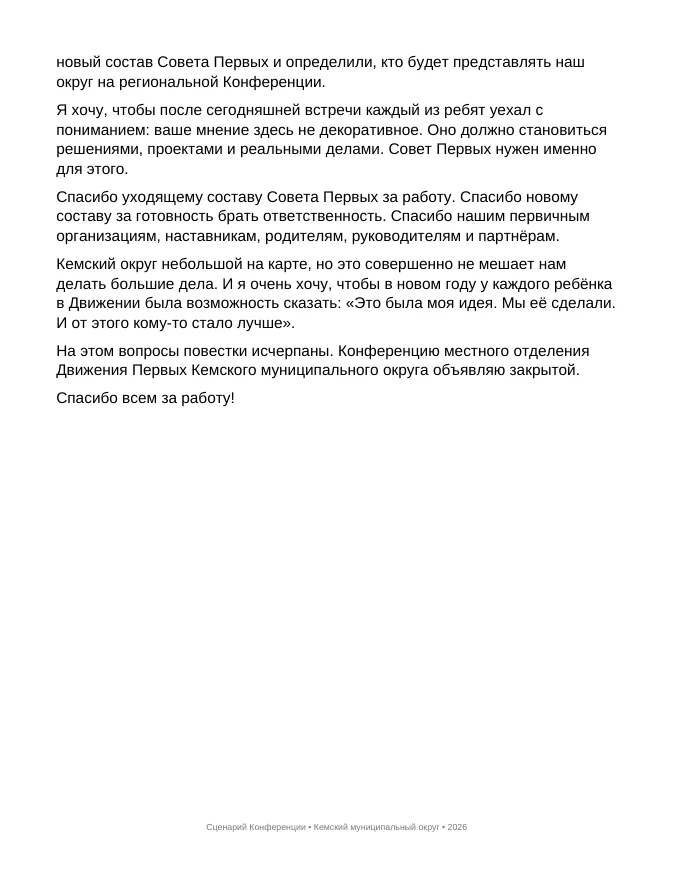 новый состав Совета Первых и определили, кто будет представлять наш
округ на региональной Конференции.
Я хочу, чтобы после сегодняшней встречи каждый из ребят уехал с
пониманием: ваше мнение здесь не декоративное. Оно должно становиться
решениями, проектами и реальными делами. Совет Первых нужен именно
для этого.
Спасибо уходящему составу Совета Первых за работу. Спасибо новому
составу за готовность брать ответственность. Спасибо нашим первичным
организациям, наставникам, родителям, руководителям и партнёрам.
Кемский округ небольшой на карте, но это совершенно не мешает нам
делать большие дела. И я очень хочу, чтобы в новом году у каждого ребёнка
в Движении была возможность сказать: «Это была моя идея. Мы её сделали.
И от этого кому-то стало лучше».
На этом вопросы повестки исчерпаны. Конференцию местного отделения
Движения Первых Кемского муниципального округа объявляю закрытой.
Спасибо всем за работу!
Сценарий Конференции • Кемский муниципальный округ • 2026